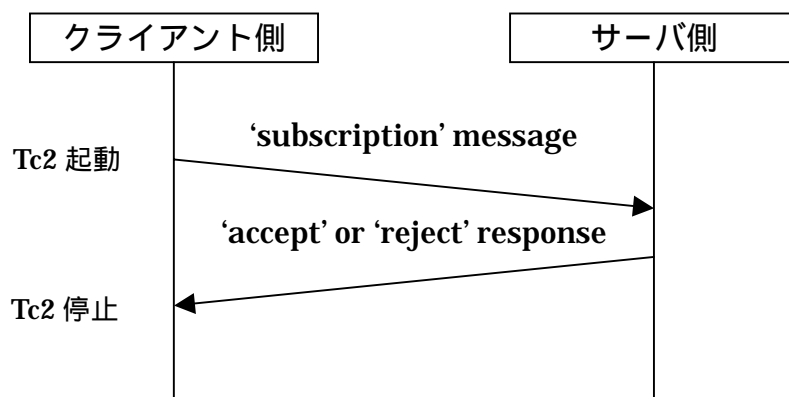 クライアント側
サーバ側
‘subscription’ message
Tc2 起動
‘accept’ or ‘reject’ response
Tc2 停止